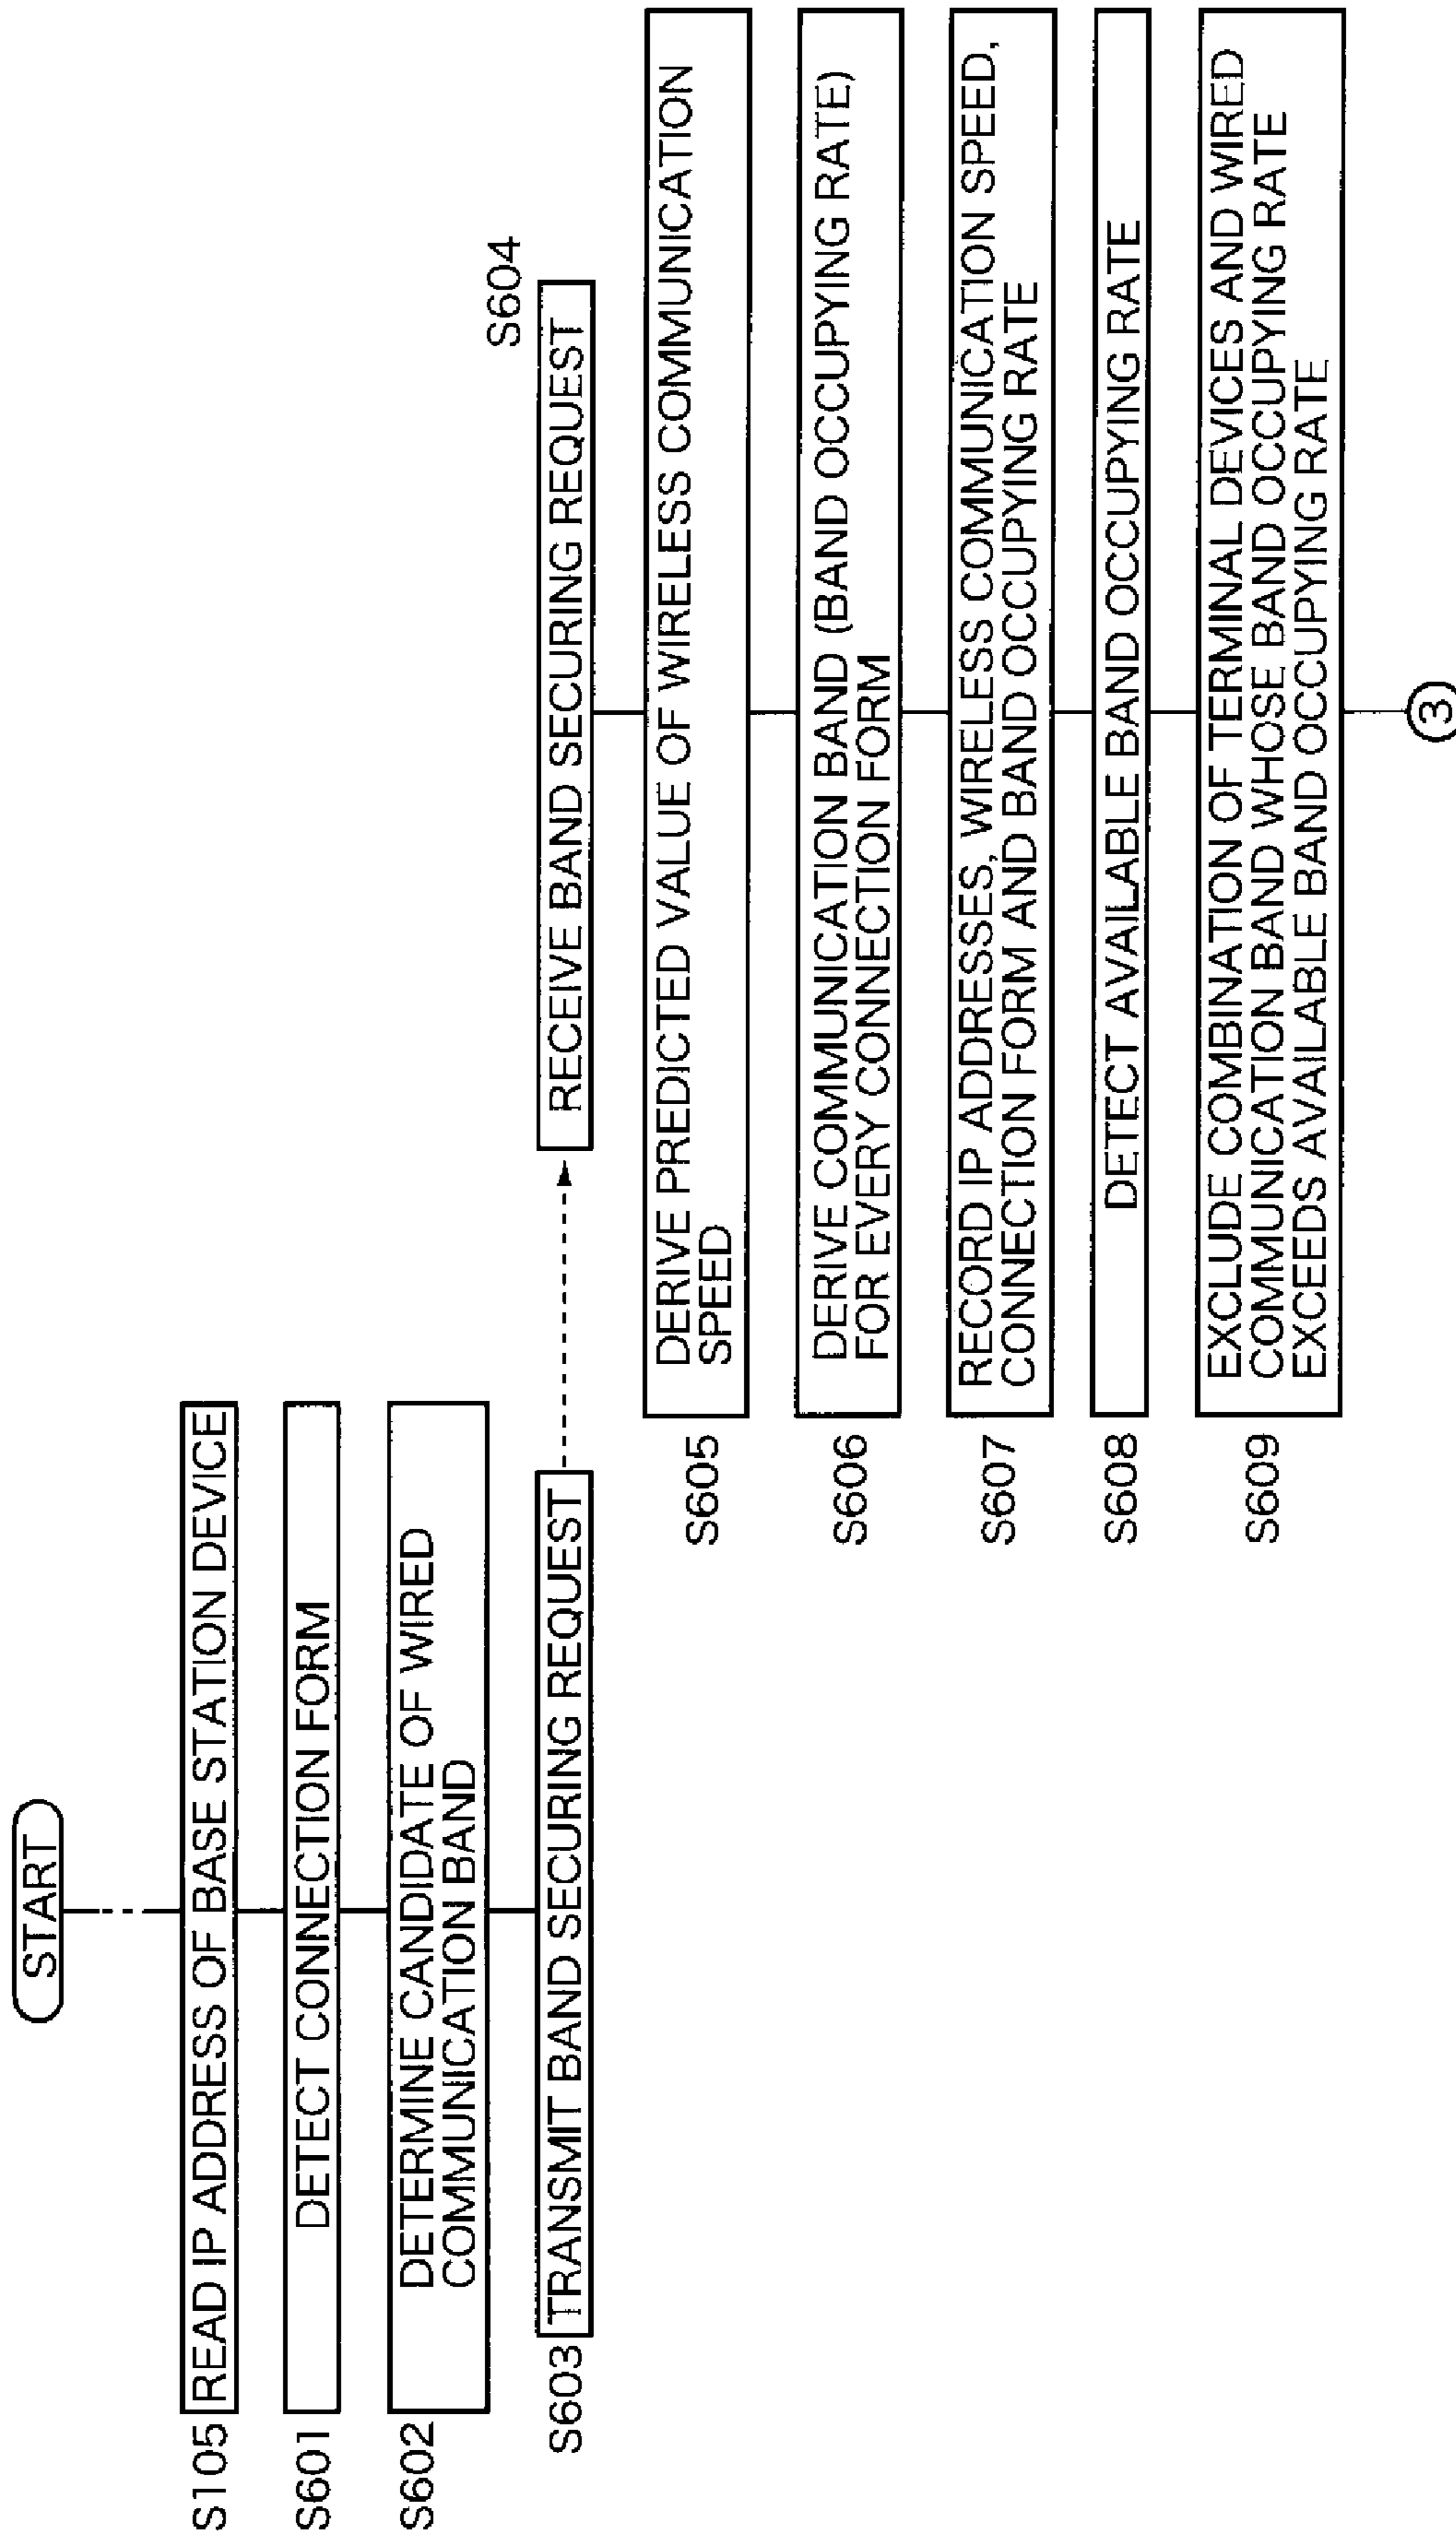 START
S105 READ IP ADDRESS OF BASE STATION DEVICE
S601 DETECT CONNECTION FORM
S602 DETERMINE CANDIDATE OF WIRED
COMMUNICATION BAND
S603 TRANSMIT BAND SECURING REQUEST
S604
RECEIVE BAND SECURING REQUEST
S605 DERIVE PREDICTED VALUE OF WIRELESS COMMUNICATION
SPEED
S606 DERIVE COMMUNICATION BAND (BAND OCCUPYING RATE)
FOR EVERY CONNECTION FORM
S607 RECORD IP ADDRESSES, WIRELESS COMMUNICATION SPEED,
CONNECTION FORM AND BAND OCCUPYING RATE
S608 DETECT AVAILABLE BAND OCCUPYING RATE
S609 EXCLUDE COMBINATION OF TERMINAL DEVICES AND WIRED
COMMUNICATION BAND WHOSE BAND OCCUPYING RATE
EXCEEDS AVAILABLE BAND OCCUPYING RATE
3